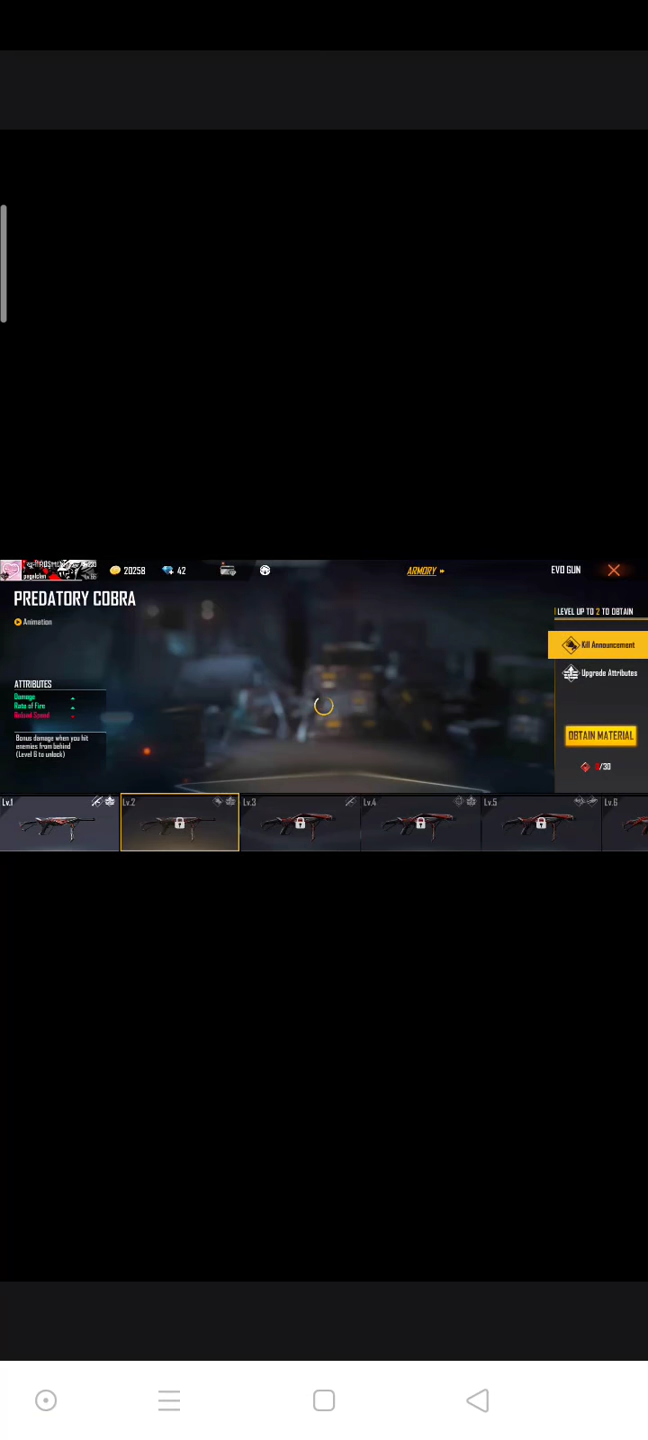 20258
42
ARMORY
EVO GUN
PREDATORY COBRA
Animation
LEVEL UP TO 2 TO OBTAIN
Kill Announcement
Upgrade Attributes
ATTRIBUTES
Damage
Rate of Fire
Reload Speed
Bonus damage when you hit
enemies from behind
(Level 6 to unlock)
OBTAIN MATERIAL
0/30
Lv.1
Lv.2
Lv.3
Lv.4
Lv.5
Lv.6